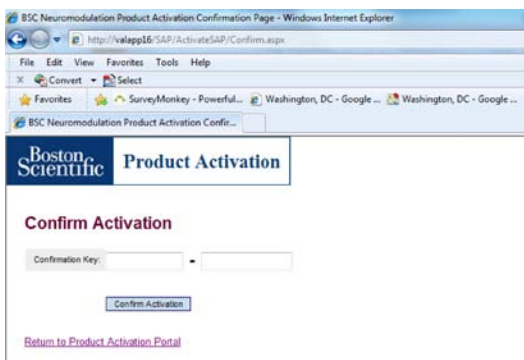 BSC Neuromodulation Product Activation Confirmation Page - Windows Internet Explorer
http://valapp16/SAP/ActivateSAP/Confirm.aspx
File Edit View Favorites Tools Help
x Convert Select
Favorites SurveyMonkey - Powerful... Washington, DC - Google ... Washington, DC - Google ...
BSC Neuromodulation Product Activation Confir...
Boston Scientific Product Activation
Confirm Activation
Confirmation Key: -
Confirm Activation
Return to Product Activation Portal